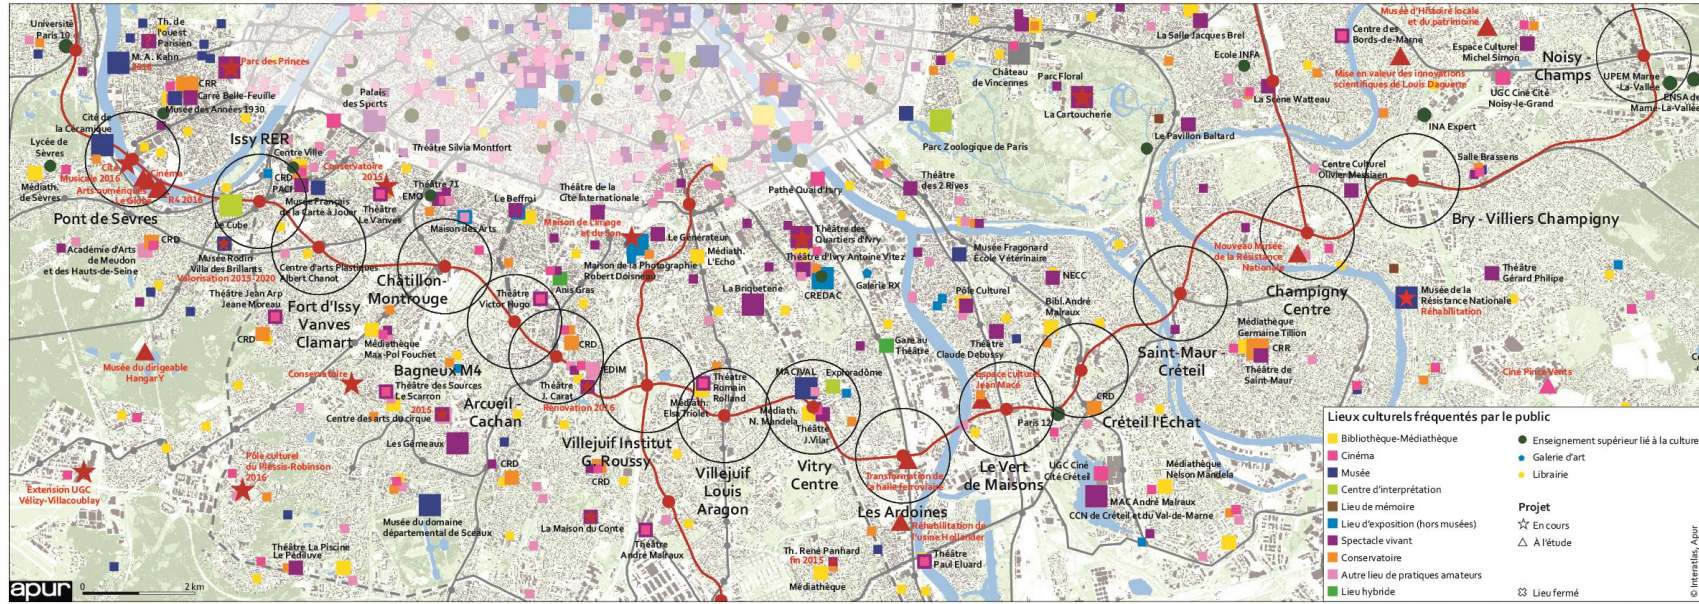 Université
Paris 10
Th. de
l'ouest
Parisien
M. A. Kahn
2016
Parc des Princes
CRR
Carré Belle-Feuille
Musée des Années 1930
Cité de
la Céramique
Lycée de
Sèvres
Médiath.
de Sèvres
Cité
Musicale 2016
Cinéma
Arts numériques
Le Globe
R4 2016
Pont de Sèvres
Issy RER
Centre Ville
CRD
PACI
Musée Français
de la Carte à Jouer
Le Cube
Conservatoire
2015
Théâtre
Le Vanves
Palais
des Sports
Théâtre Silvia Montfort
Théâtre 71
EMO
Maison des Arts
Le Beffroi
Théâtre de la
Cité Internationale
Maison de l'Image
et du Son
Le Générateur
Médiath.
L'Echo
Maison de la Photographie
Robert Doisneau
Académie d'Arts
de Meudon
et des Hauts-de-Seine
CRD
Musée Rodin
Villa des Brillants
Valorisation 2015-2020
Centre d'arts Plastiques
Albert Chanot
Théâtre Jean Arp
Jeane Moreau
Fort d'Issy
Vanves
Clamart
Châtillon-
Montrouge
Théâtre
Victor Hugo
Anis Gras
CRD
Médiathèque
Max-Pol Fouchet
Bagneux M4
Musée du dirigeable
Hangar Y
Conservatoire
Théâtre des Sources
Le Scarron
2015
Centre des arts du cirque
Les Gémeaux
Arcueil -
Cachan
CRD
EDIM
Théâtre
J. Carat
Rénovation 2016
Villejuif Institut
G. Roussy
CRD
CRD
Pôle culturel
du Plessis-Robinson
2016
Extension UGC
Vélizy-Villacoublay
Musée du domaine
départemental de Sceaux
La Maison du Conte
Théâtre
André Malraux
Théâtre La Piscine
Le Pédiluve
Pathé Quai d'Ivry
Théâtre des
Quartiers d'Ivry
Théâtre d'Ivry Antoine Vitez
CREDAC
Galerie RX
La Briqueterie
Gare au
Théâtre
Théâtre
Romain
Rolland
Médiath.
Elsa Triolet
MACVAL
Exploradôme
Médiath.
N. Mandela
Théâtre
J.Vilar
Villejuif
Louis
Aragon
Vitry
Centre
Transformation de
la halle ferroviaire
Les Ardoines
Réhabilitation de
l'usine Hollander
Th. René Panhard
fin 2015
Médiathèque
Théâtre
Paul Eluard
Château
de Vincennes
Parc Floral
La Cartoucherie
Parc Zoologique de Paris
Théâtre
des 2 Rives
Musée Fragonard
École Vétérinaire
NECC
Pôle Culturel
Bibl.André
Malraux
Théâtre
Claude Debussy
Espace culturel
Jean Macé
Paris 12
CRD
Le Vert
de Maisons
Créteil l'Échat
UGC Ciné
Cité Créteil
Médiathèque
Nelson Mandela
MAC André Malraux
CCN de Créteil et du Val-de-Marne
La Salle Jacques Brel
Ecole INFA
La Scène Watteau
Le Pavillon Baltard
Saint-Maur -
Créteil
Médiathèque
Germaine Tillion
CRR
Théâtre de
Saint-Maur
Nouveau Musée
de la Résistance
Nationale
Champigny
Centre
Centre Culturel
Olivier Messiaen
Musée d'Histoire locale
et du patrimoine
Centre des
Bords-de-Marne
Mise en valeur des innovations
scientifiques de Louis Daguerre
Espace Culturel
Michel Simon
UGC Ciné Cité
Noisy-le-Grand
Noisy -
Champs
UPEM Marne
-La-Vallée
ENSA de
Marne-La-Vallée
INA Expert
Salle Brassens
Bry - Villiers Champigny
Théâtre
Gérard Philipe
Musée de la
Résistance Nationale
Réhabilitation
Ciné Pince Vents
Lieux culturels fréquentés par le public
Bibliothèque-Médiathèque
Cinéma
Musée
Centre d'interprétation
Lieu de mémoire
Lieu d'exposition (hors musées)
Spectacle vivant
Conservatoire
Autre lieu de pratiques amateurs
Lieu hybride
Enseignement supérieur lié à la culture
Galerie d'art
Librairie
Projet
En cours
À l'étude
Lieu fermé
apur
0
2 km
© Interatlas, Apur